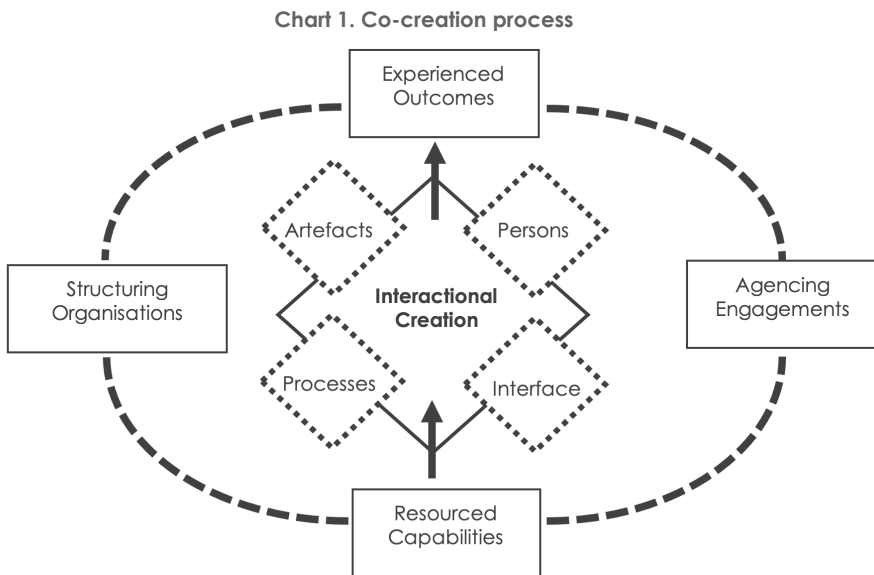 Chart 1. Co-creation process
Experienced
Outcomes
Artefacts
Persons
Structuring
Organisations
Interactional
Creation
Agencing
Engagements
Processes
Interface
Resourced
Capabilities